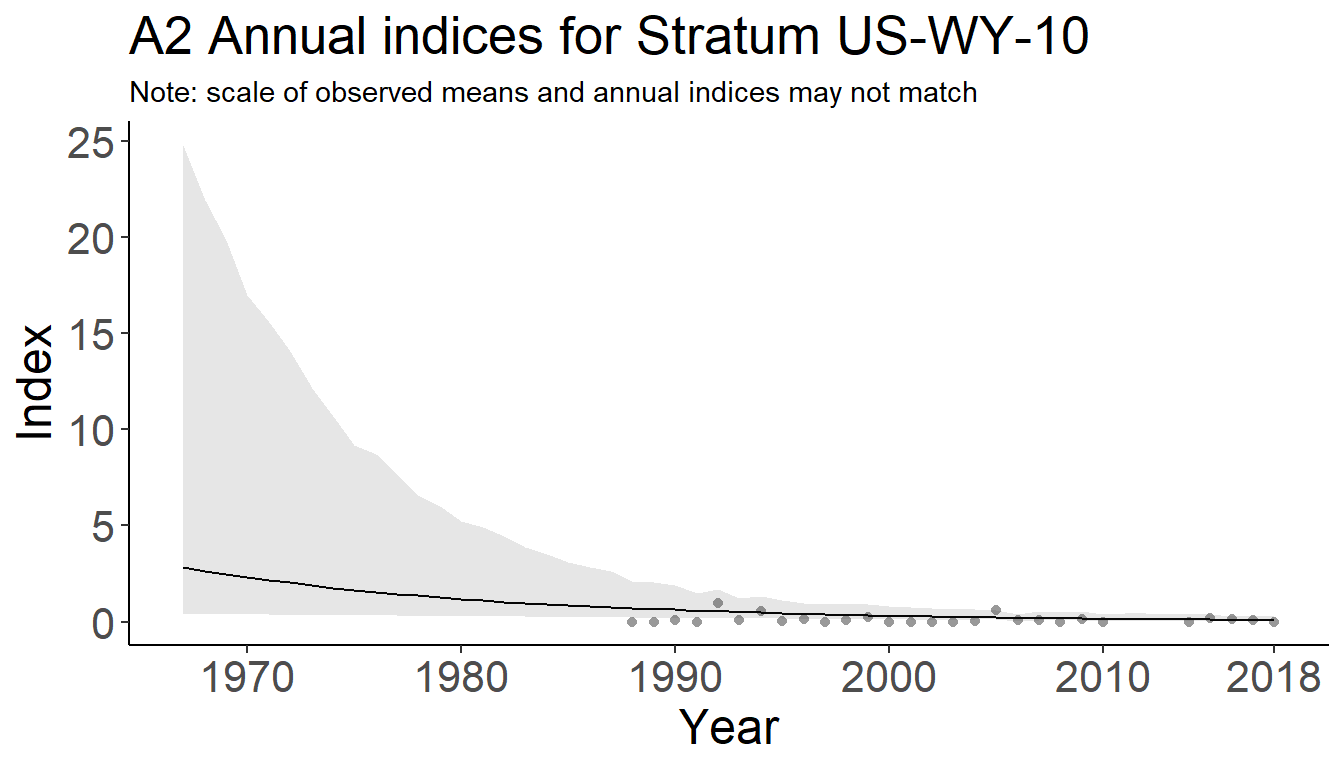 A2 Annual indices for Stratum US-WY-10
Note: scale of observed means and annual indices may not match
25
20
15
10
5
0
Index
1970 1980 1990 2000 2010 2018
Year